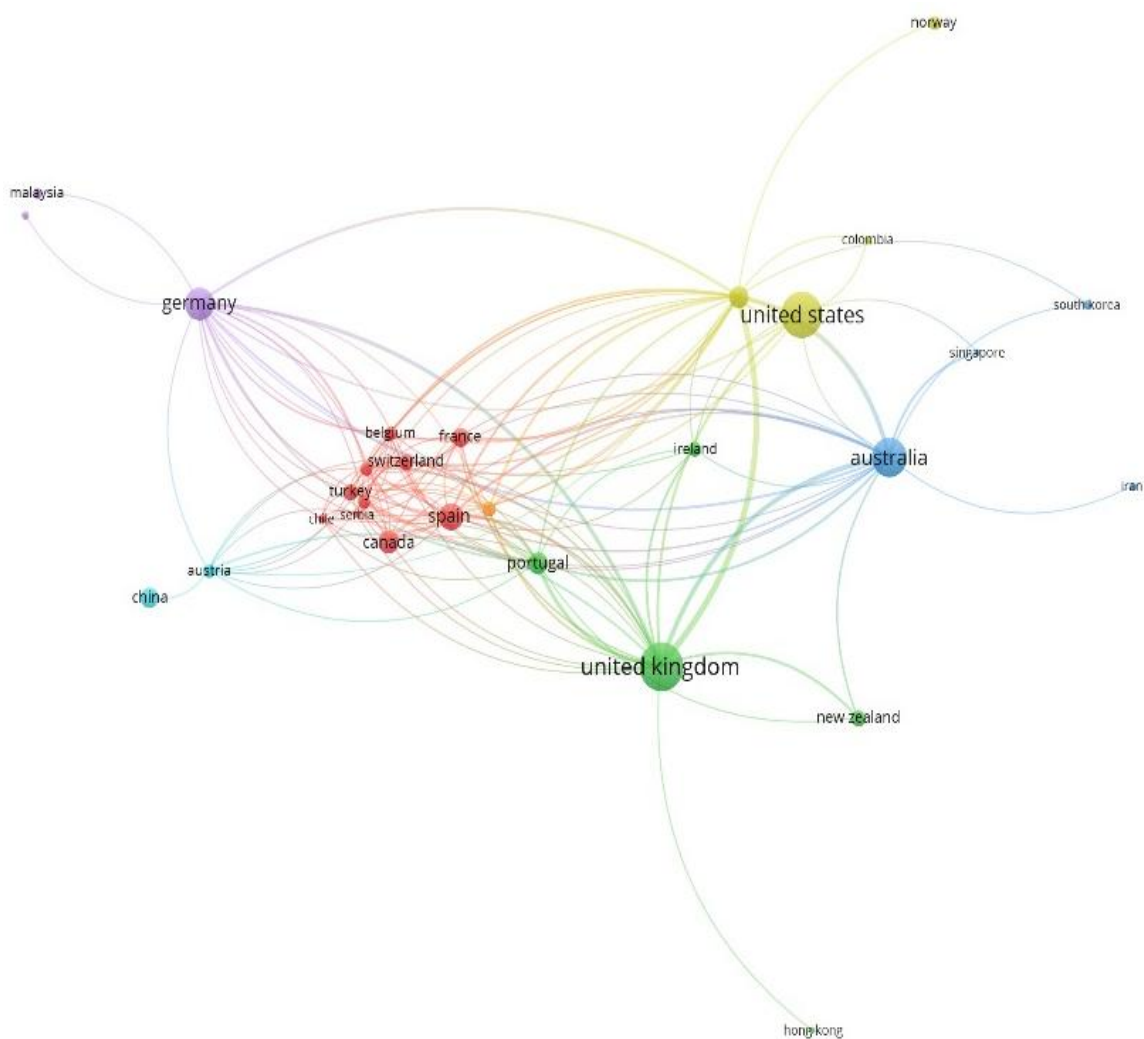 norway
malaysia
colombia
germany
south korea
united states
singapore
belgium
france
ireland
switzerland
australia
iran
turkey
serbia
spain
chile
canada
portugal
austria
china
united kingdom
new zealand
hong kong